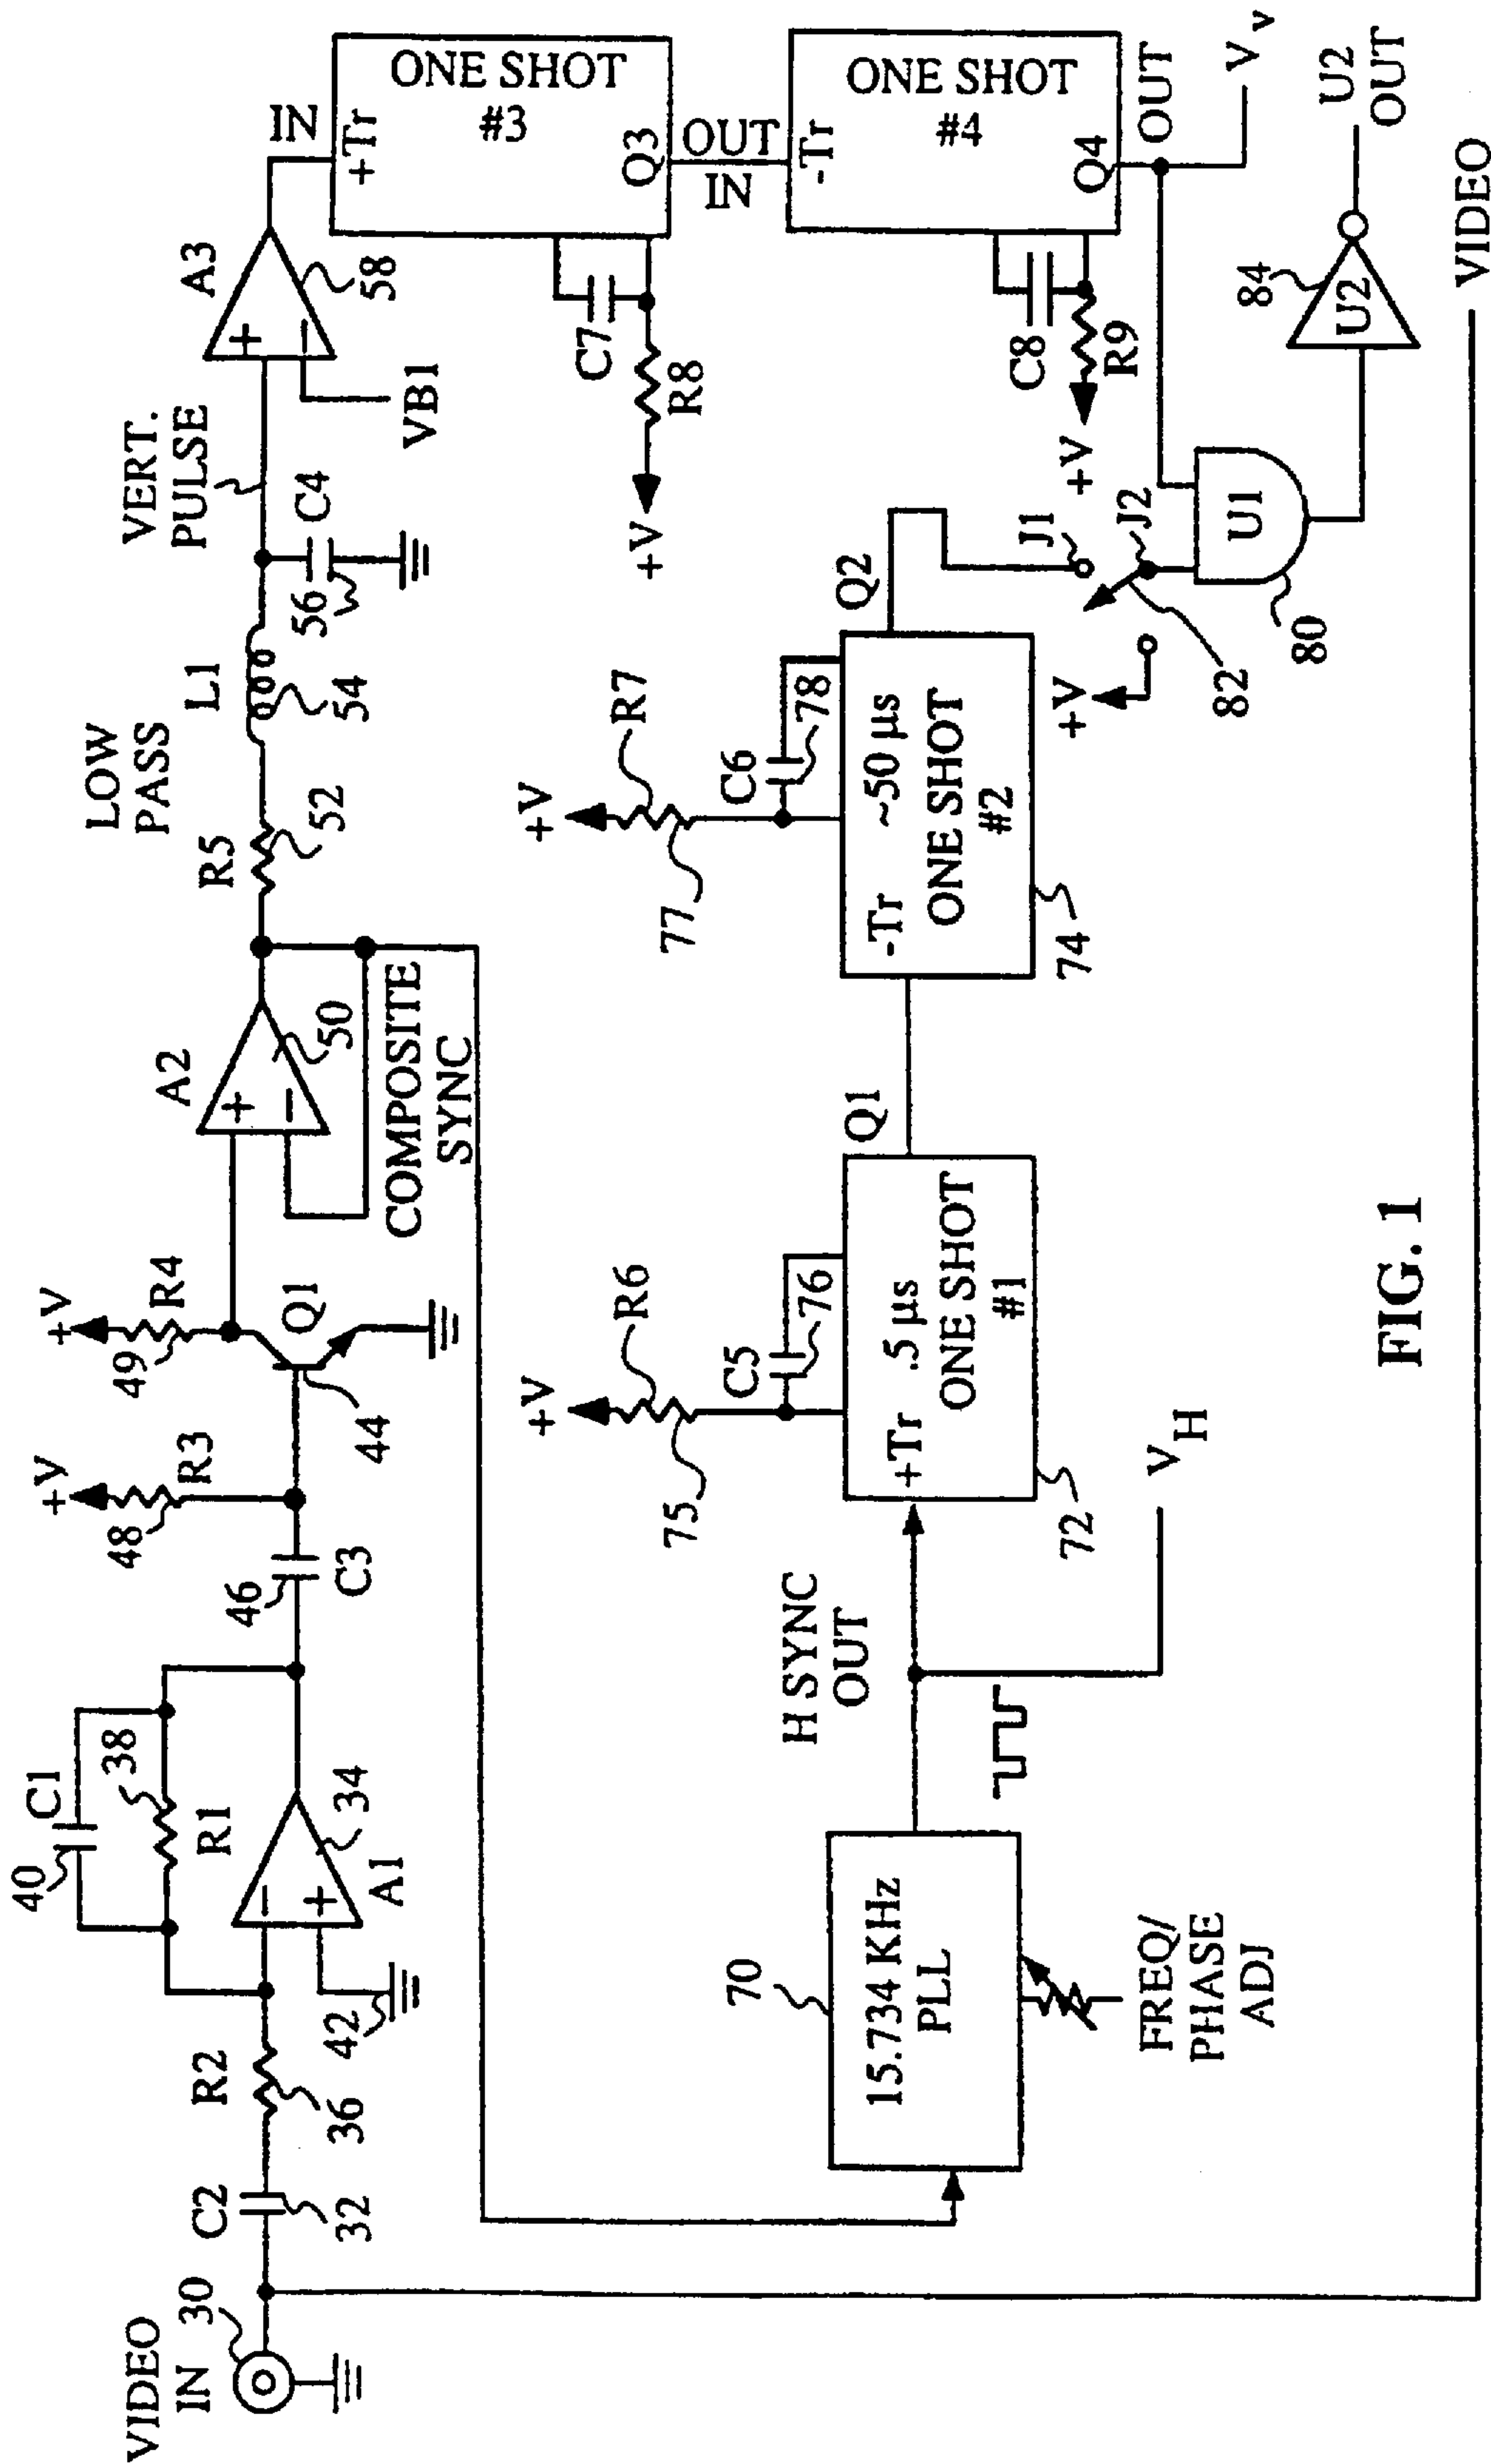 VIDEO
IN 30
C2
32
R2
36
42
C1
40
38
R1
−
+
34
A1
46
C3
+V
48
R3
+V
49
R4
Q1
44
A2
+
−
50
COMPOSITE
SYNC
LOW
PASS
R5
52
L1
54
VERT.
PULSE
56
C4
A3
+
−
58
VB1
IN
+Tr
ONE SHOT
#3
Q3
C7
R8
+V
OUT
IN
-Tr
ONE SHOT
#4
Q4
C8
R9
+V
OUT
V v
70
15.734 KHz
PLL
FREQ/
PHASE
ADJ
H SYNC
OUT
V H
+V
R6
75
C5
76
+Tr .5 µs
ONE SHOT
#1
72
Q1
+V
R7
77
C6
78
-Tr ~50 µs
ONE SHOT
#2
74
Q2
J1
J2
+V
82
U1
80
84
U2
U2
OUT
VIDEO
FIG. 1